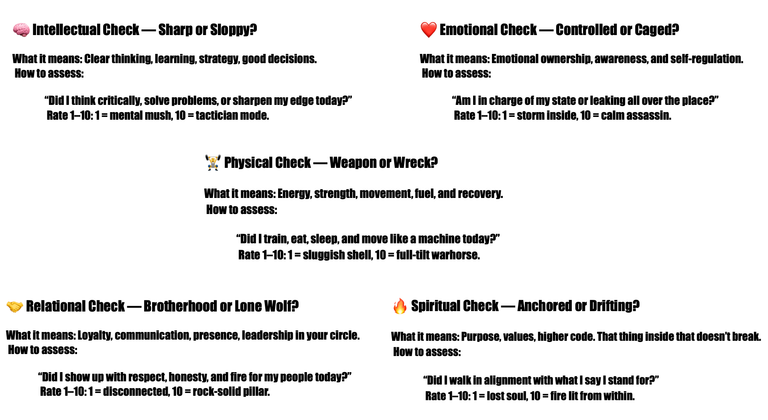 🧠 Intellectual Check — Sharp or Sloppy?
What it means: Clear thinking, learning, strategy, good decisions.
How to assess:
“Did I think critically, solve problems, or sharpen my edge today?”
Rate 1–10: 1 = mental mush, 10 = tactician mode.
❤️ Emotional Check — Controlled or Caged?
What it means: Emotional ownership, awareness, and self-regulation.
How to assess:
“Am I in charge of my state or leaking all over the place?”
Rate 1–10: 1 = storm inside, 10 = calm assassin.
🏋️ Physical Check — Weapon or Wreck?
What it means: Energy, strength, movement, fuel, and recovery.
How to assess:
“Did I train, eat, sleep, and move like a machine today?”
Rate 1–10: 1 = sluggish shell, 10 = full-tilt warhorse.
🤝 Relational Check — Brotherhood or Lone Wolf?
What it means: Loyalty, communication, presence, leadership in your circle.
How to assess:
“Did I show up with respect, honesty, and fire for my people today?”
Rate 1–10: 1 = disconnected, 10 = rock-solid pillar.
🔥 Spiritual Check — Anchored or Drifting?
What it means: Purpose, values, higher code. That thing inside that doesn’t break.
How to assess:
“Did I walk in alignment with what I say I stand for?”
Rate 1–10: 1 = lost soul, 10 = fire lit from within.